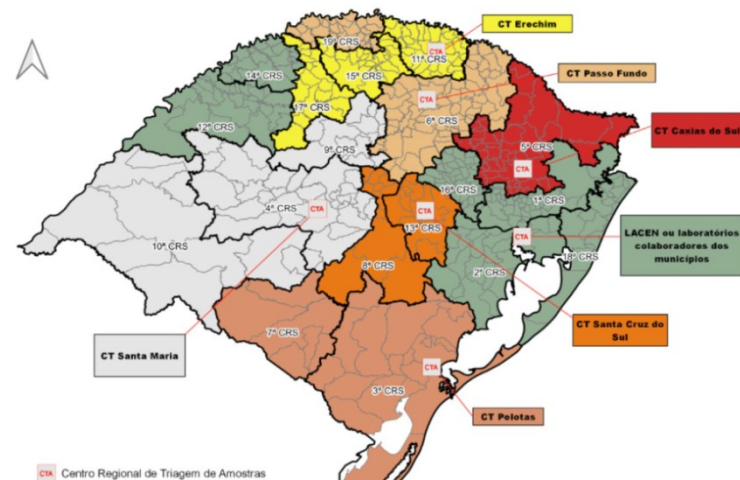 CT Erechim
19ª CRS
CTA
11ª CRS
14ª CRS
15ª CRS
CT Passo Fundo
17ª CRS
CTA
6ª CRS
12ª CRS
CT Caxias do Sul
9ª CRS
5ª CRS
CTA
16ª CRS
1ª CRS
4ª CRS
CTA
CTA
13ª CRS
LACEN ou laboratórios
colaboradores dos
municípios
CTA
10ª CRS
18ª CRS
8ª CRS
2ª CRS
CT Santa Cruz do
Sul
7ª CRS
CT Santa Maria
CTA
3ª CRS
CT Pelotas
CTA Centro Regional de Triagem de Amostras